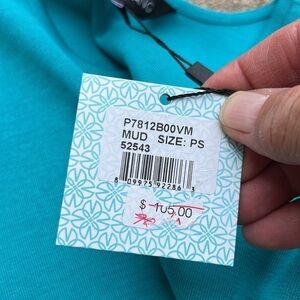 P7812B00VM
MUD SIZE: PS
52543
8 09975 92286 3
$ 105.00